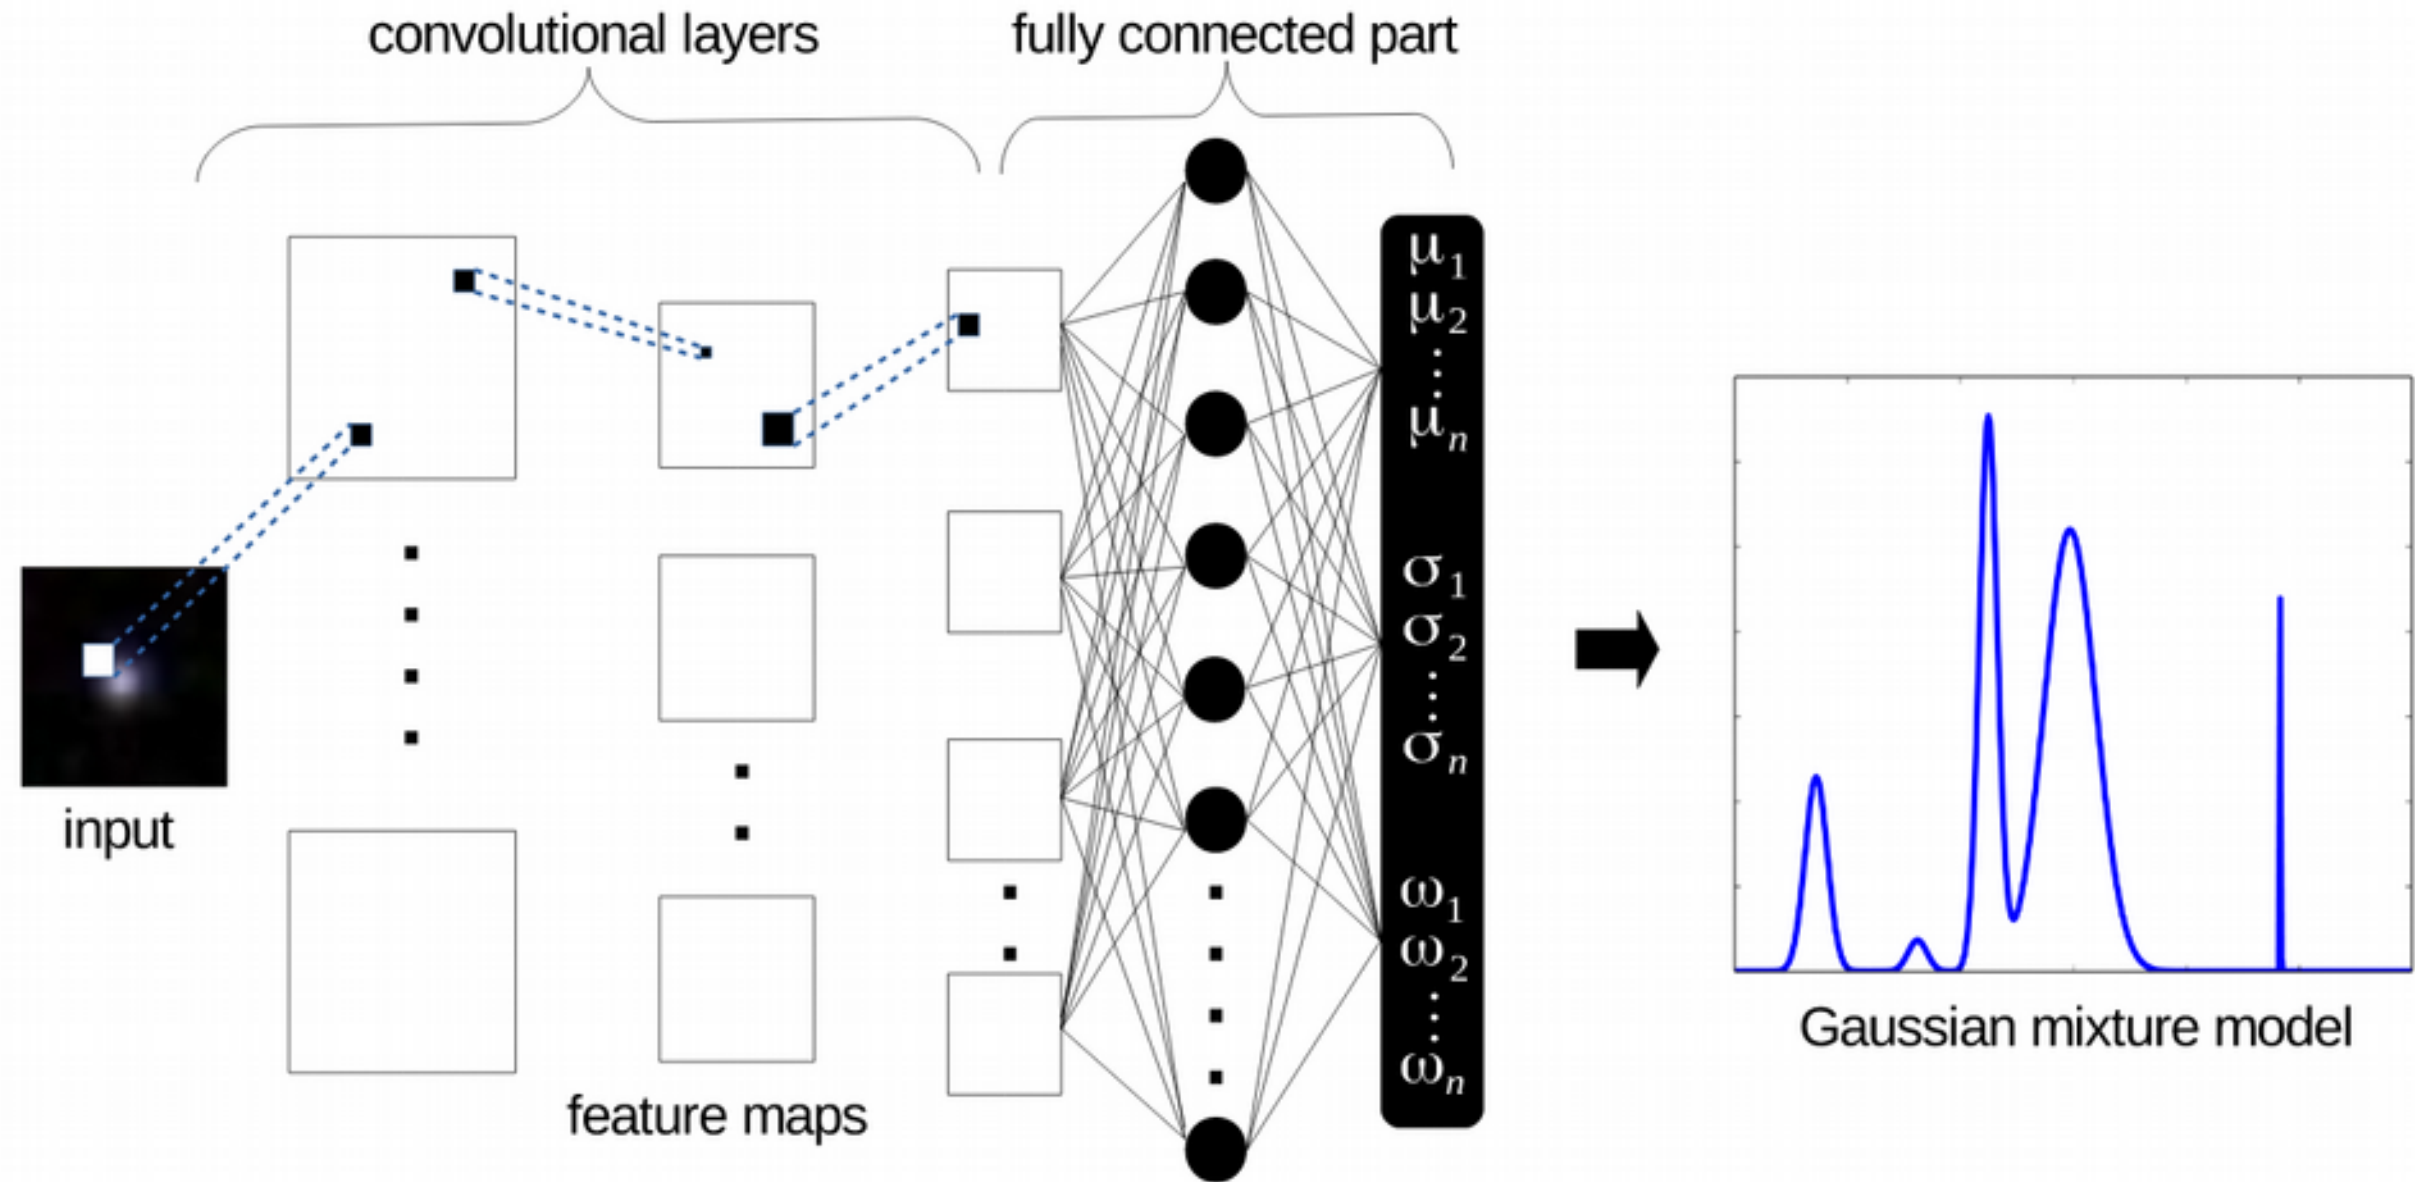 convolutional layers
fully connected part
input
feature maps
μ1
μ2
....
μn
σ1
σ2
....
σn
ω1
ω2
....
ωn
Gaussian mixture model